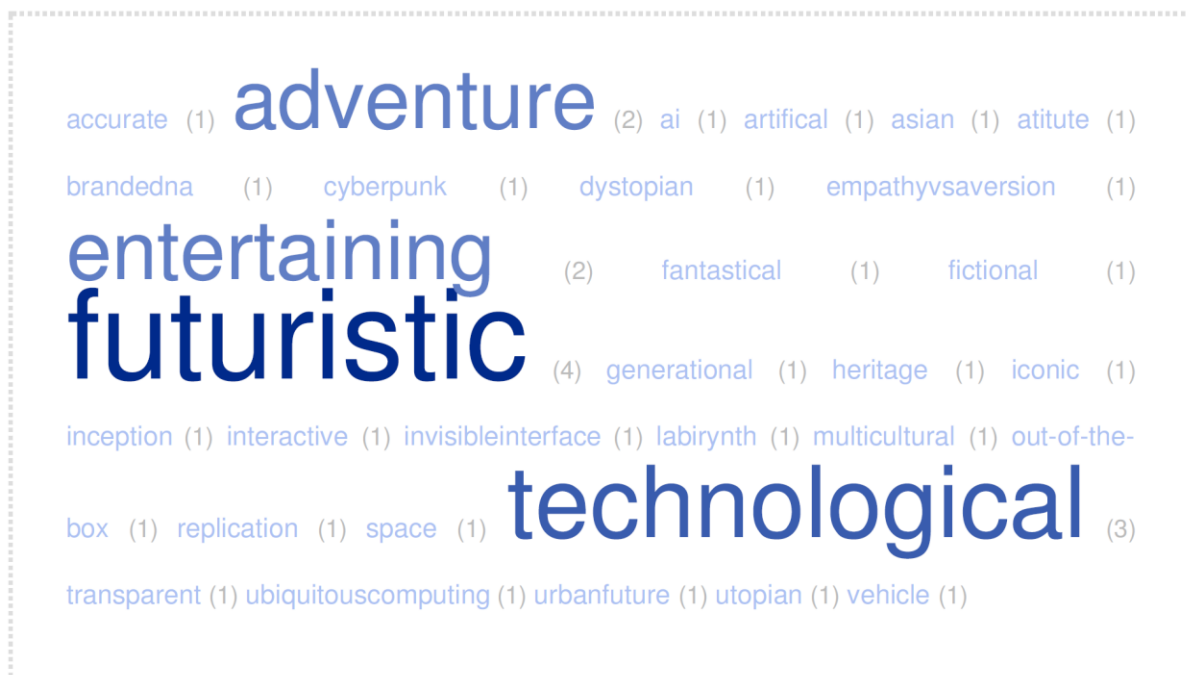 accurate (1) adventure (2) ai (1) artifical (1) asian (1) atitute (1)
brandedna (1) cyberpunk (1) dystopian (1) empathyvsaversion (1)
entertaining (2) fantastical (1) fictional (1)
futuristic (4) generational (1) heritage (1) iconic (1)
inception (1) interactive (1) invisibleinterface (1) labirynth (1) multicultural (1) out-of-the-
box (1) replication (1) space (1) technological (3)
transparent (1) ubiquitouscomputing (1) urbanfuture (1) utopian (1) vehicle (1)